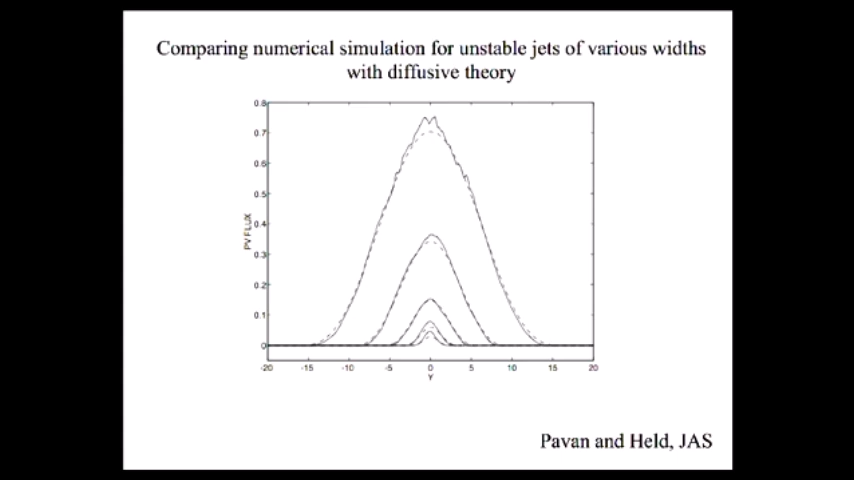 Comparing numerical simulation for unstable jets of various widths
with diffusive theory
0.8
0.7
0.6
0.5
0.4
0.3
0.2
0.1
0
PV FLUX
-20 -15 -10 -5 0 5 10 15 20
Y
Pavan and Held, JAS